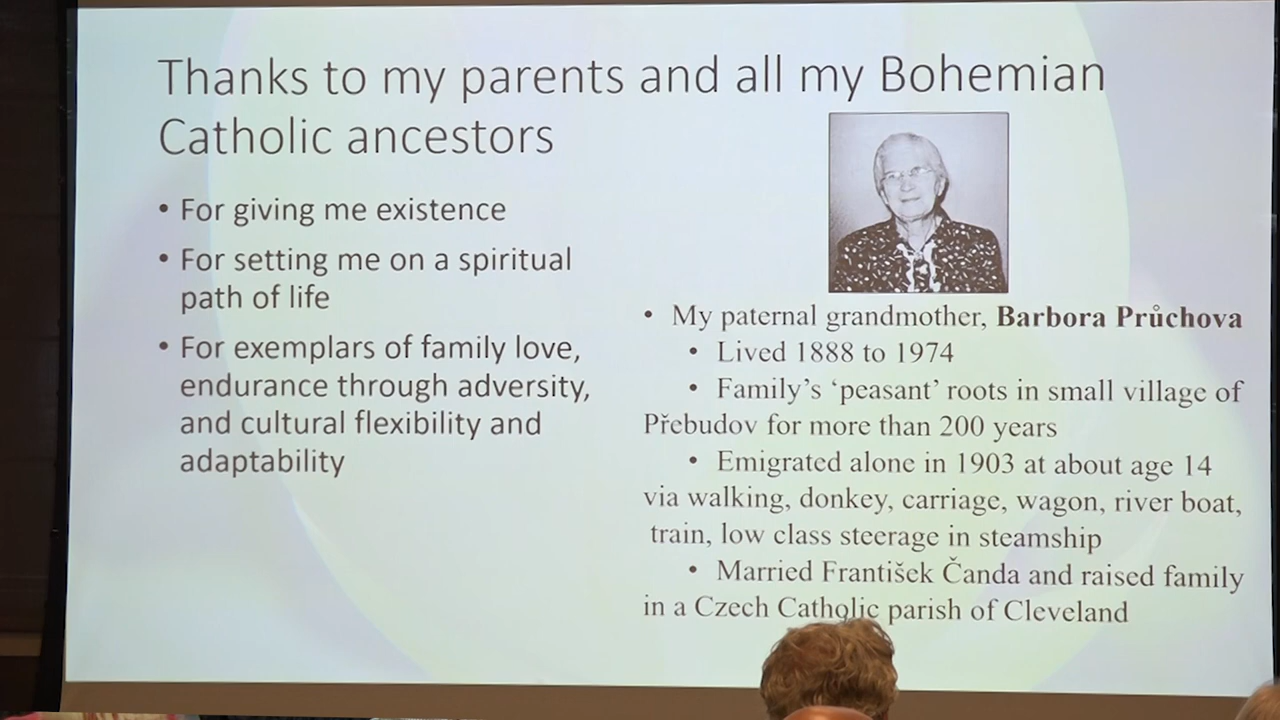 Thanks to my parents and all my Bohemian
Catholic ancestors
• For giving me existence
• For setting me on a spiritual
path of life
• For exemplars of family love,
endurance through adversity,
and cultural flexibility and
adaptability
• My paternal grandmother, Barbora Průchova
• Lived 1888 to 1974
• Family’s ‘peasant’ roots in small village of
Přebudov for more than 200 years
• Emigrated alone in 1903 at about age 14
via walking, donkey, carriage, wagon, river boat,
train, low class steerage in steamship
• Married František Čanda and raised family
in a Czech Catholic parish of Cleveland